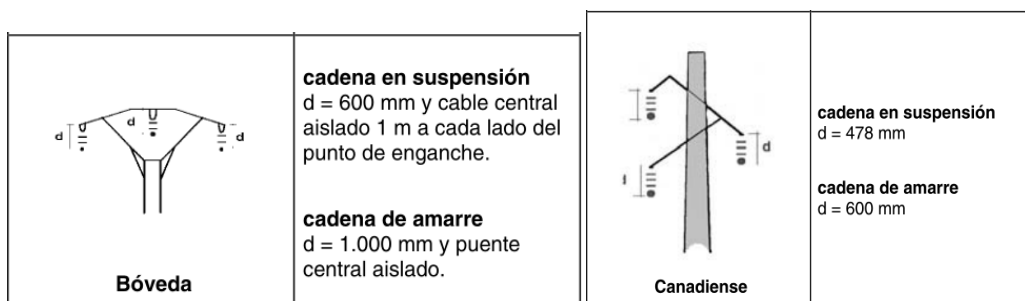 cadena en suspensión
d = 600 mm y cable central
aislado 1 m a cada lado del
punto de enganche.
cadena de amarre
d = 1.000 mm y puente
central aislado.
d
d
d
Bóveda
cadena en suspensión
d = 478 mm
cadena de amarre
d = 600 mm
d
Canadiense